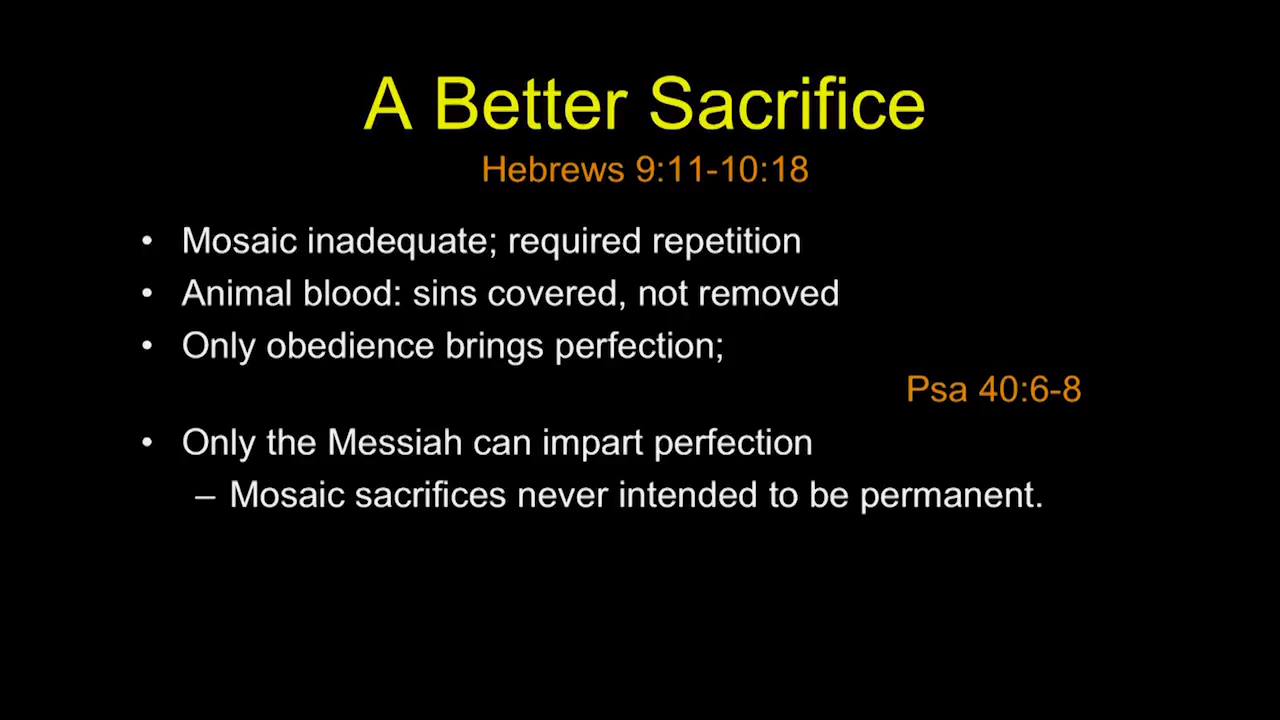 A Better Sacrifice
Hebrews 9:11-10:18
• Mosaic inadequate; required repetition
• Animal blood: sins covered, not removed
• Only obedience brings perfection;
Psa 40:6-8
• Only the Messiah can impart perfection
– Mosaic sacrifices never intended to be permanent.